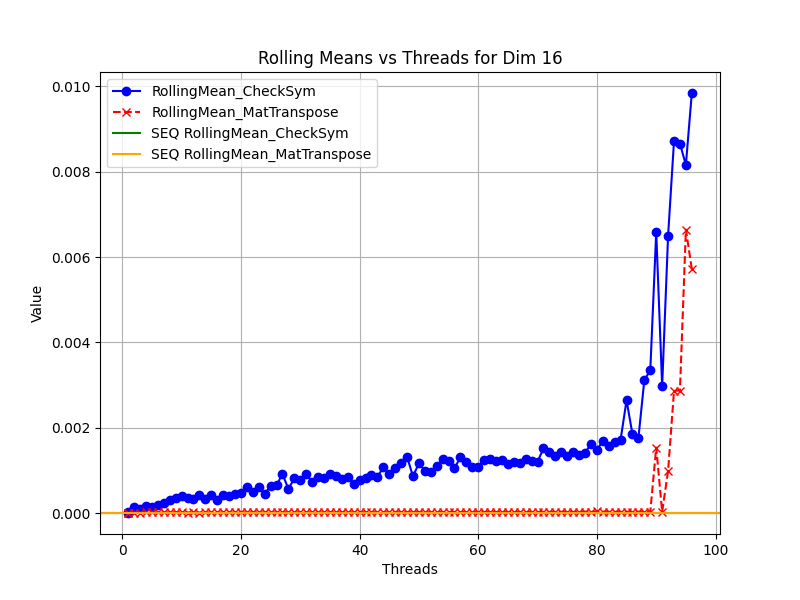 Rolling Means vs Threads for Dim 16
RollingMean_CheckSym
RollingMean_MatTranspose
SEQ RollingMean_CheckSym
SEQ RollingMean_MatTranspose
0.010
0.008
0.006
0.004
0.002
0.000
Value
0 20 40 60 80 100
Threads